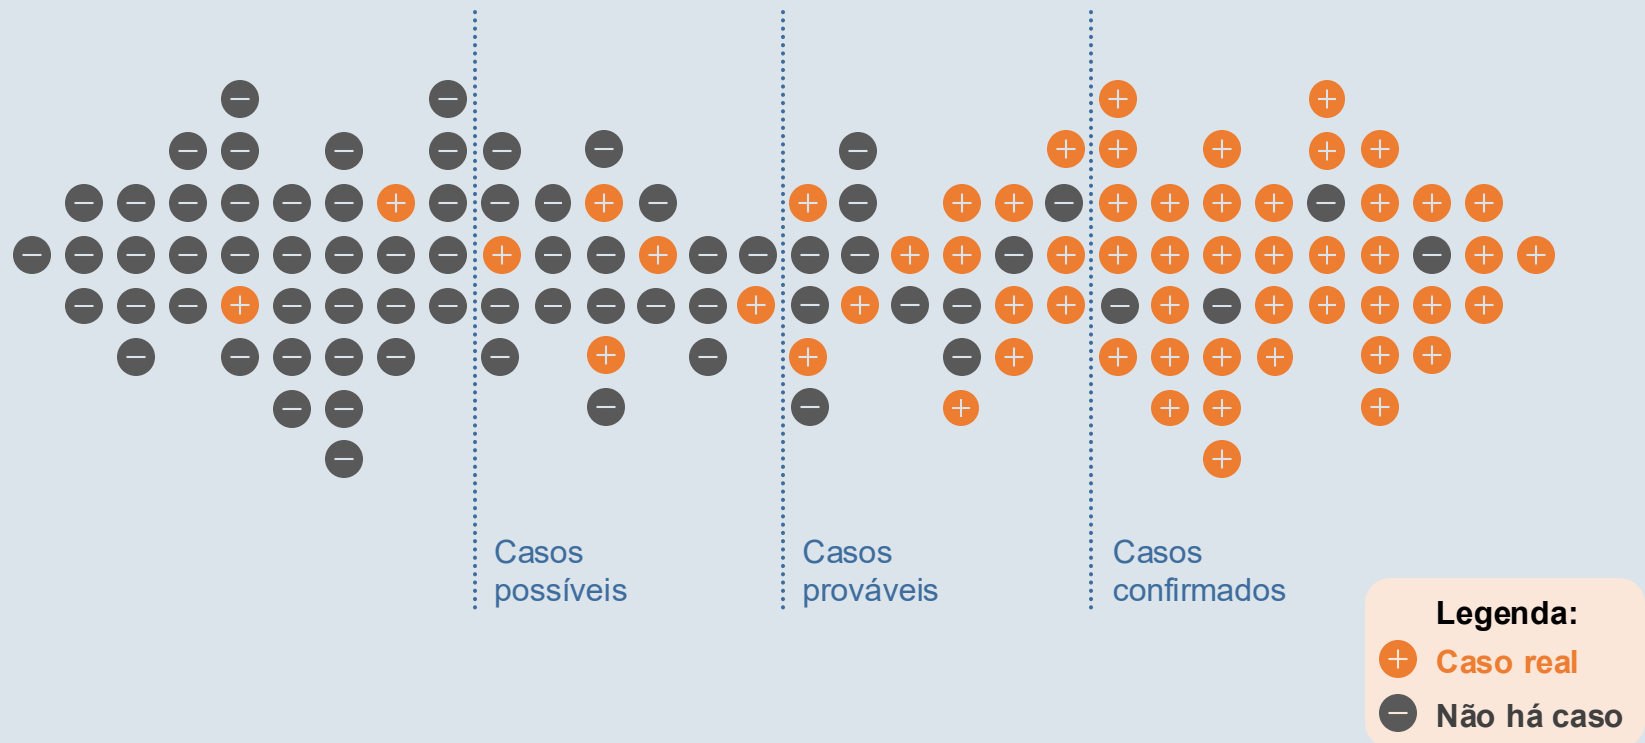 Casos
possíveis
Casos
prováveis
Casos
confirmados
Legenda:
Caso real
Não há caso